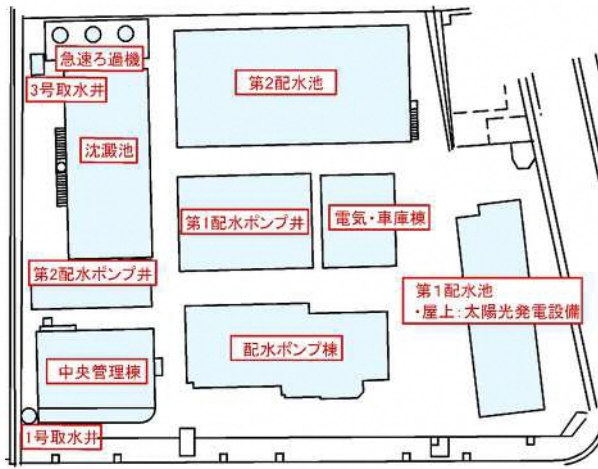 急速ろ過機
3号取水井
第2配水池
沈澱池
第1配水ポンプ井
電気・車庫棟
第2配水ポンプ井
第1配水池
・屋上:太陽光発電設備
配水ポンプ棟
中央管理棟
1号取水井